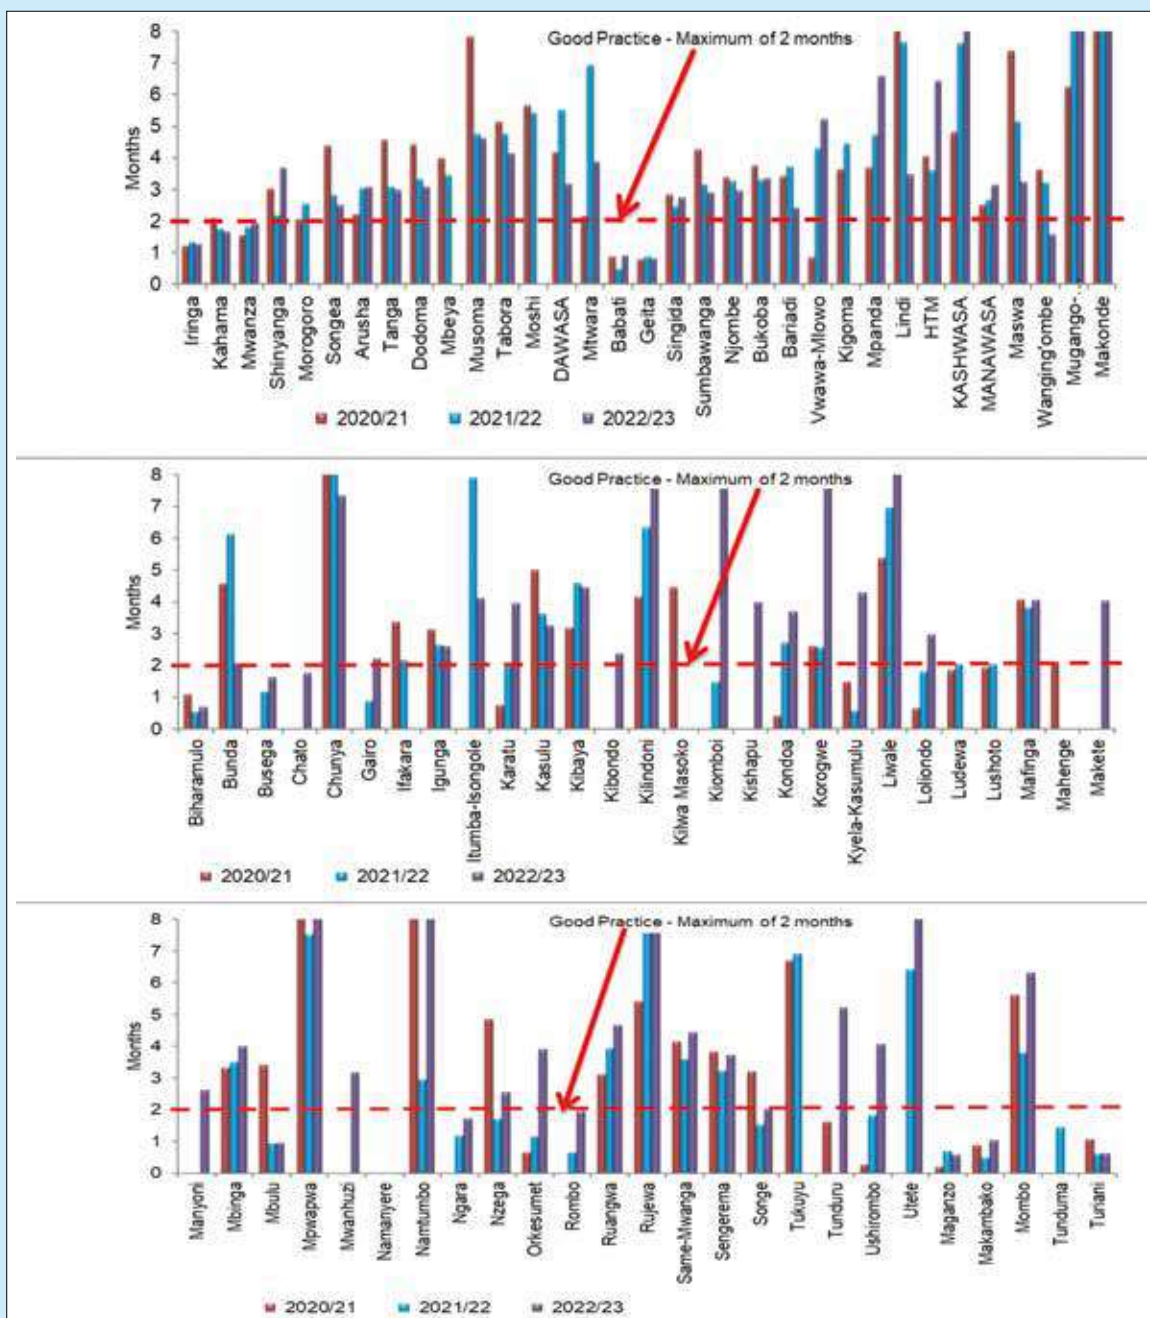 Good Practice - Maximum of 2 months
Months
8
7
6
5
4
3
2
1
0
Iringa
Kahama
Mwanza
Shinyanga
Morogoro
Songea
Arusha
Tanga
Dodoma
Mbeya
Musoma
Tabora
Moshi
DAWASA
Mtwara
Babati
Geita
Singida
Sumbawanga
Njombe
Bukoba
Bariadi
Vwawa-Mlowo
Kigoma
Mpanda
Lindi
HTM
KASHWASA
MANAWASA
Maswa
Wanging'ombe
Mugango-..
Makonde
2020/21 2021/22 2022/23
Good Practice - Maximum of 2 months
Months
8
7
6
5
4
3
2
1
0
Biharamulo
Bunda
Busega
Chato
Chunya
Gairo
Ifakara
Igunga
Itumba-Isongole
Karatu
Kasulu
Kibaya
Kibondo
Kilindoni
Kilwa Masoko
Kiomboi
Kishapu
Kondoa
Korogwe
Kyela-Kasumulu
Liwale
Loliondo
Ludewa
Lushoto
Mafinga
Mahenge
Makete
2020/21 2021/22 2022/23
Good Practice - Maximum of 2 months
Months
8
7
6
5
4
3
2
1
0
Manyoni
Mbinga
Mbulu
Mpwapwa
Mwanhuzi
Namanyere
Namtumbo
Ngara
Nzega
Orkesumet
Rombo
Ruangwa
Rujewa
Same-Mwanga
Sengerema
Songe
Tukuyu
Tunduru
Ushirombo
Utete
Maganzo
Makambako
Mombo
Tunduma
Turiani
2020/21 2021/22 2022/23